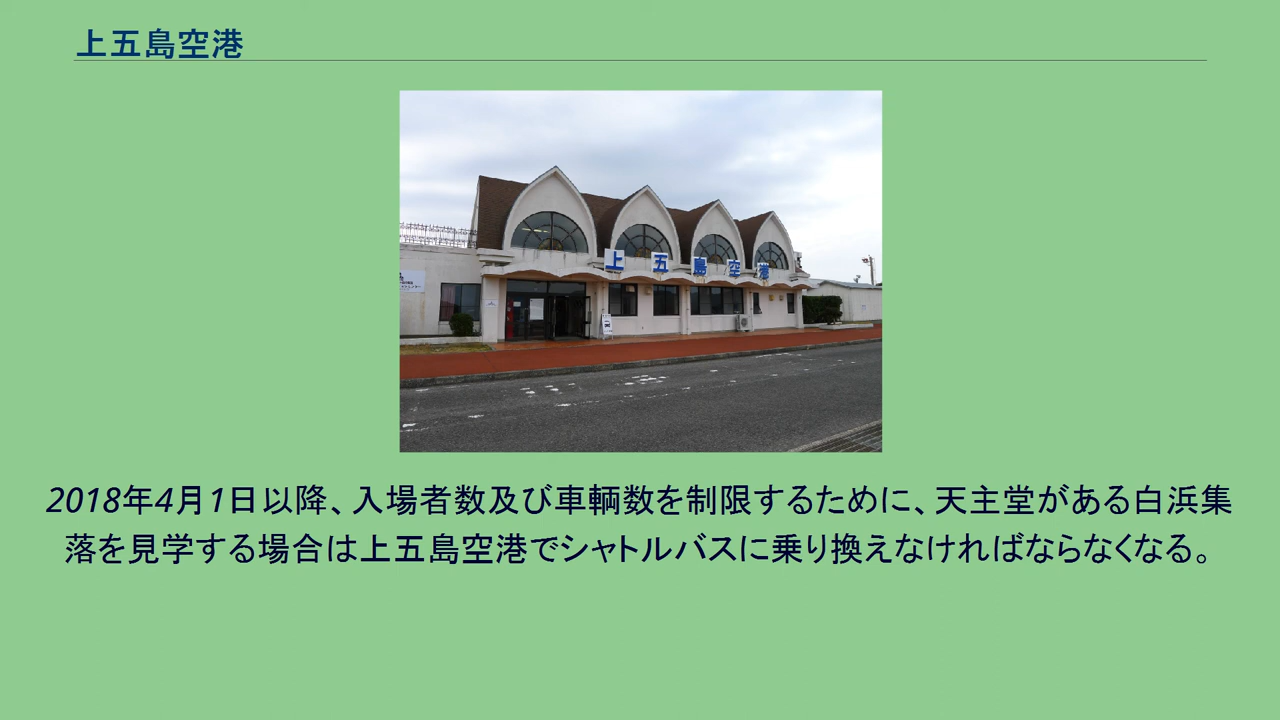 上五島空港
上五島空港
2018年4月1日以降、入場者数及び車輌数を制限するために、天主堂がある白浜集
落を見学する場合は上五島空港でシャトルバスに乗り換えなければならなくなる。